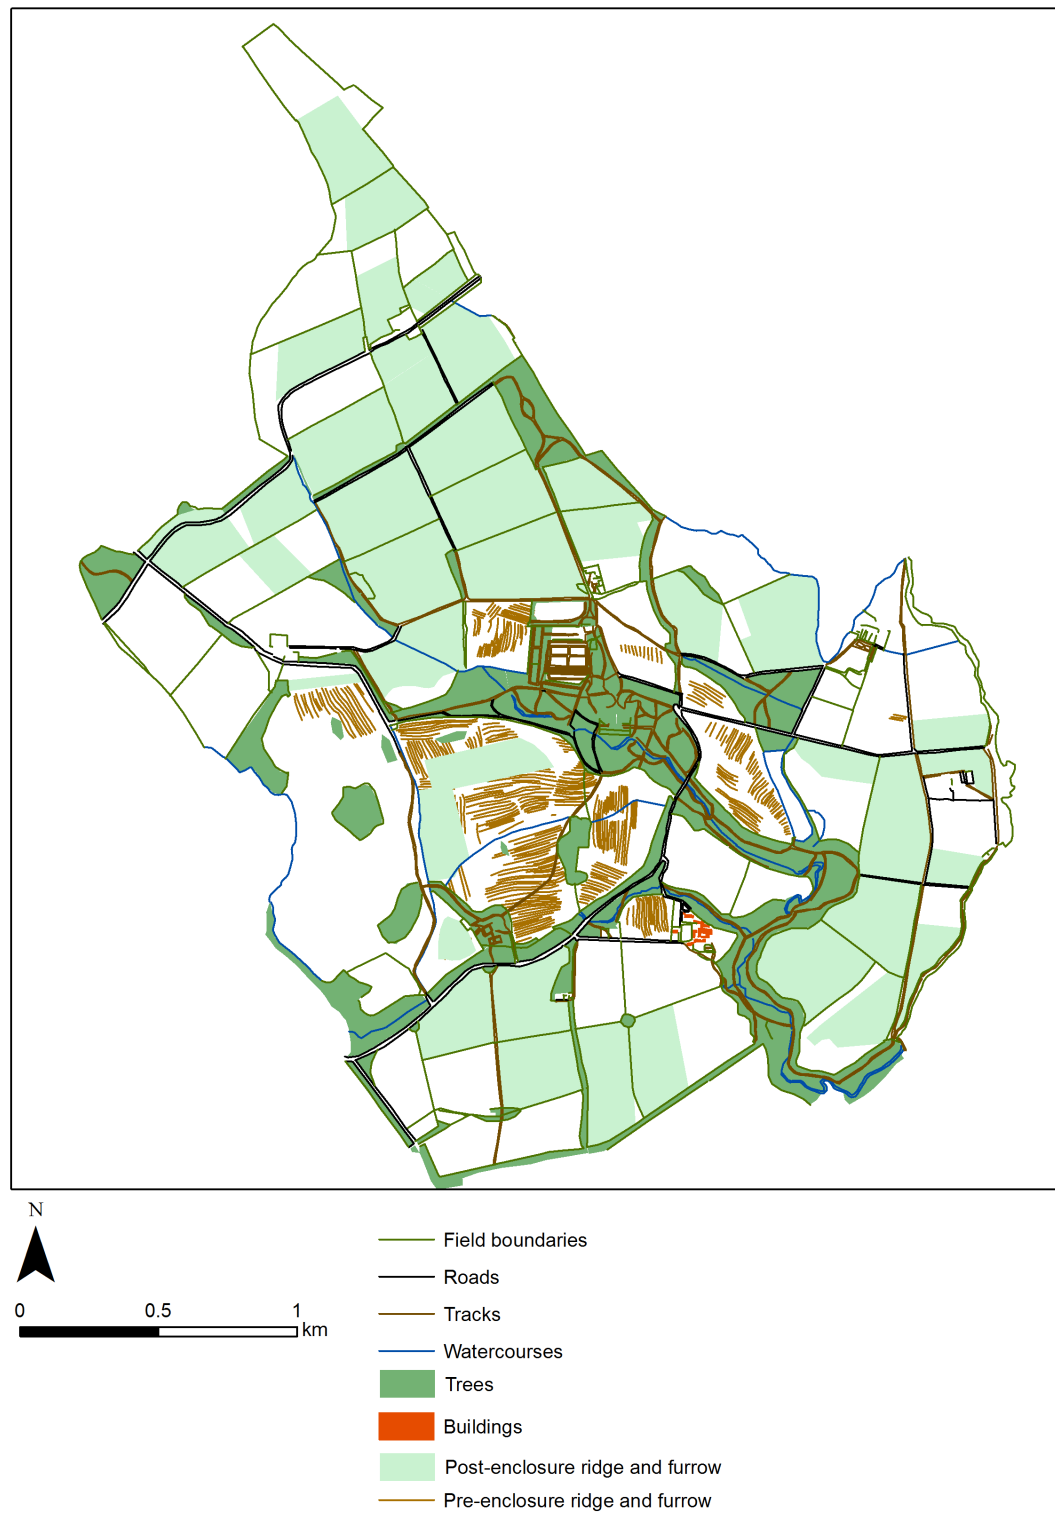 N
0 0.5 1
km
Field boundaries
Roads
Tracks
Watercourses
Trees
Buildings
Post-enclosure ridge and furrow
Pre-enclosure ridge and furrow